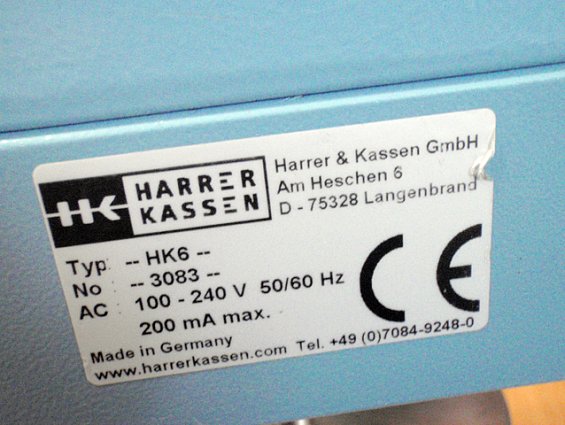 HK HARRER KASSEN
Harrer & Kassen GmbH
Am Heschen 6
D - 75328 Langenbrand
Typ -- HK6 --
No -- 3083 --
AC 100 - 240 V 50/60 Hz
200 mA max.
CE
Made in Germany
www.harrerkassen.com Tel. +49 (0)7084-9248-0